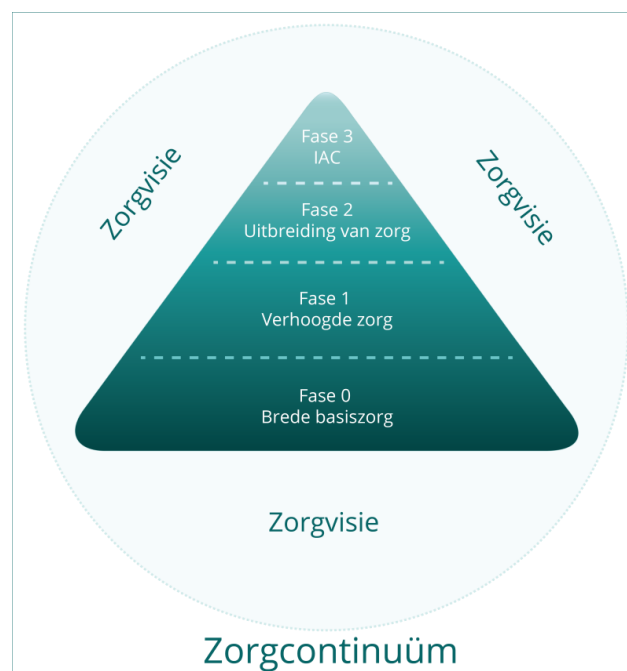 Fase 3
IAC
Zorgvisie
Zorgvisie
Fase 2
Uitbreiding van zorg
Fase 1
Verhoogde zorg
Fase 0
Brede basiszorg
Zorgvisie
Zorgcontinuüm